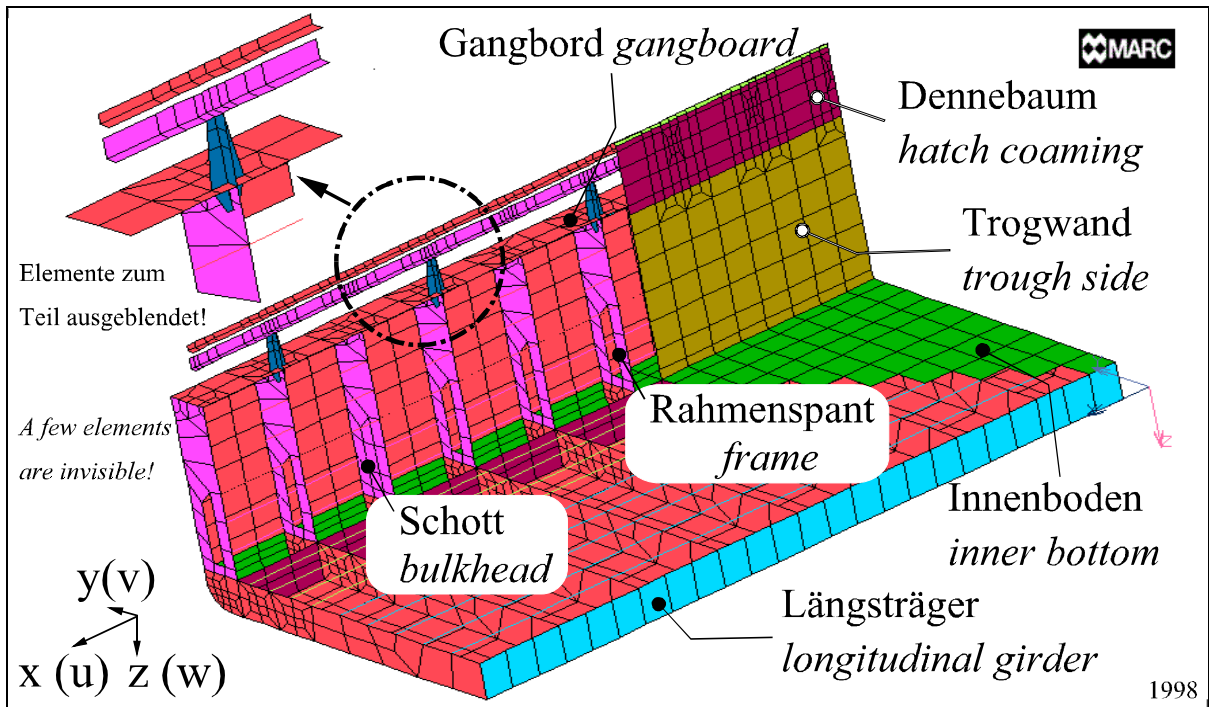 Gangbord gangboard
MARC
Dennebaum
hatch coaming
Trogwand
trough side
Elemente zum
Teil ausgeblendet!
A few elements
are invisible!
Rahmenspant
frame
Schott
bulkhead
Innenboden
inner bottom
Längsträger
longitudinal girder
y(v)
x (u) z (w)
z
1998